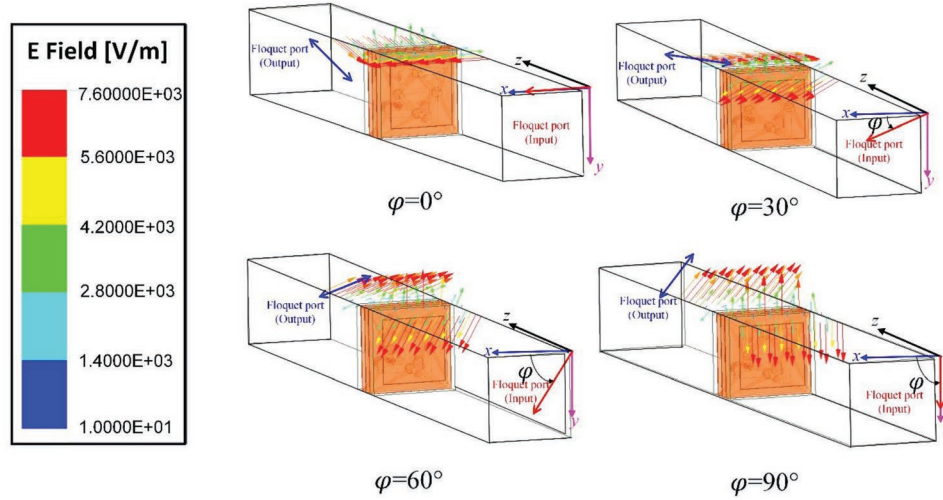 E Field [V/m]
7.60000E+03
5.6000E+03
4.2000E+03
2.8000E+03
1.4000E+03
1.0000E+01
Floquet port
(Output)
z
x
Floquet port
(Input)
y
φ=0°
Floquet port
(Output)
z
x
φ
Floquet port
(Input)
y
φ=30°
Floquet port
(Output)
z
x
φ
Floquet port
(Input)
y
φ=60°
Floquet port
(Output)
z
x
φ
Floquet port
(Input)
y
φ=90°